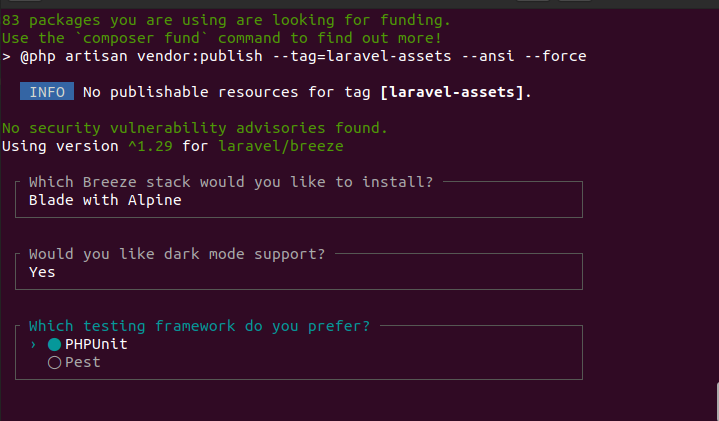 83 packages you are using are looking for funding.
Use the `composer fund` command to find out more!
> @php artisan vendor:publish --tag=laravel-assets --ansi --force
INFO No publishable resources for tag [laravel-assets].
No security vulnerability advisories found.
Using version ^1.29 for laravel/breeze
Which Breeze stack would you like to install?
Blade with Alpine
Would you like dark mode support?
Yes
Which testing framework do you prefer?
› ● PHPUnit
○ Pest